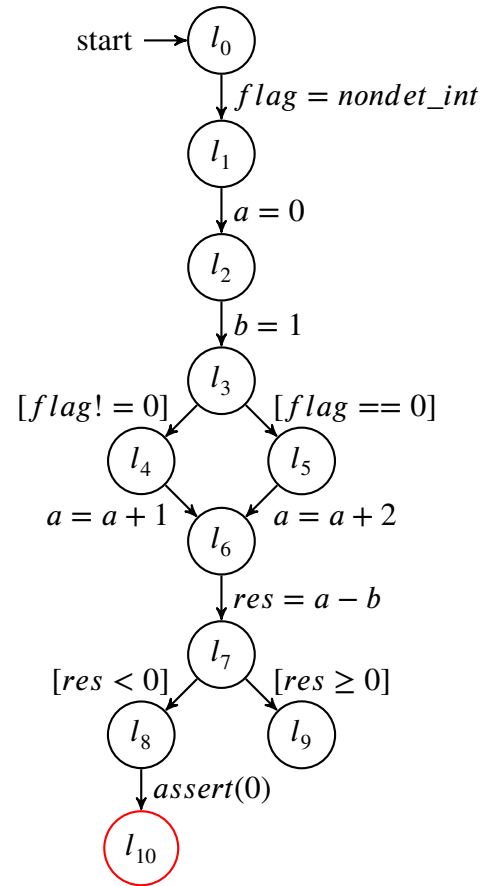 start l₀
flag = nondet_int
l₁
a = 0
l₂
b = 1
l₃
[flag! = 0] [flag == 0]
l₄ l₅
a = a + 1 a = a + 2
l₆
res = a − b
l₇
[res < 0] [res ≥ 0]
l₈ l₉
assert(0)
l₁₀